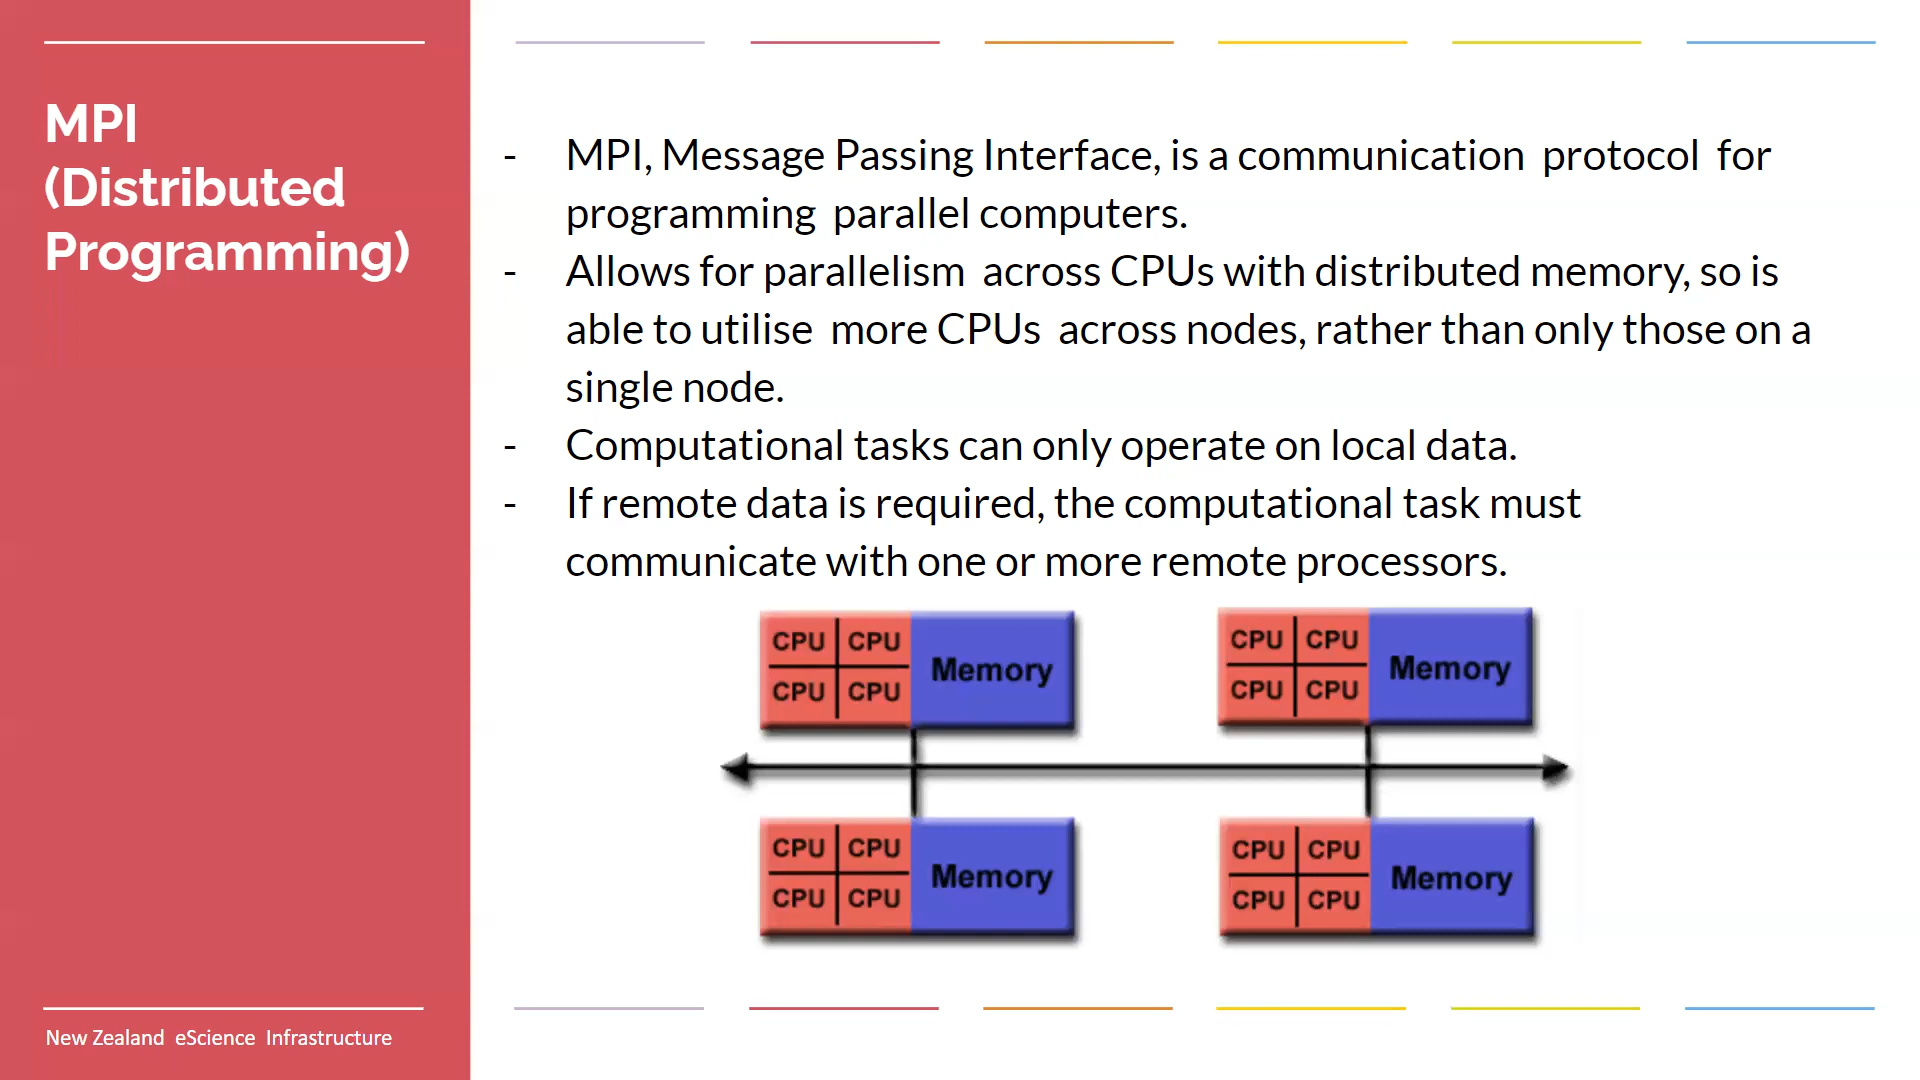 MPI
(Distributed
Programming)
- MPI, Message Passing Interface, is a communication protocol for
programming parallel computers.
- Allows for parallelism across CPUs with distributed memory, so is
able to utilise more CPUs across nodes, rather than only those on a
single node.
- Computational tasks can only operate on local data.
- If remote data is required, the computational task must
communicate with one or more remote processors.
CPU CPU
CPU CPU
Memory
CPU CPU
CPU CPU
Memory
CPU CPU
CPU CPU
Memory
CPU CPU
CPU CPU
Memory
New Zealand eScience Infrastructure